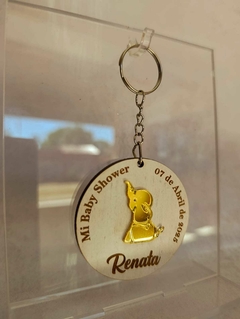 Mi Baby Shower
07 de Abril de 2025
Renata